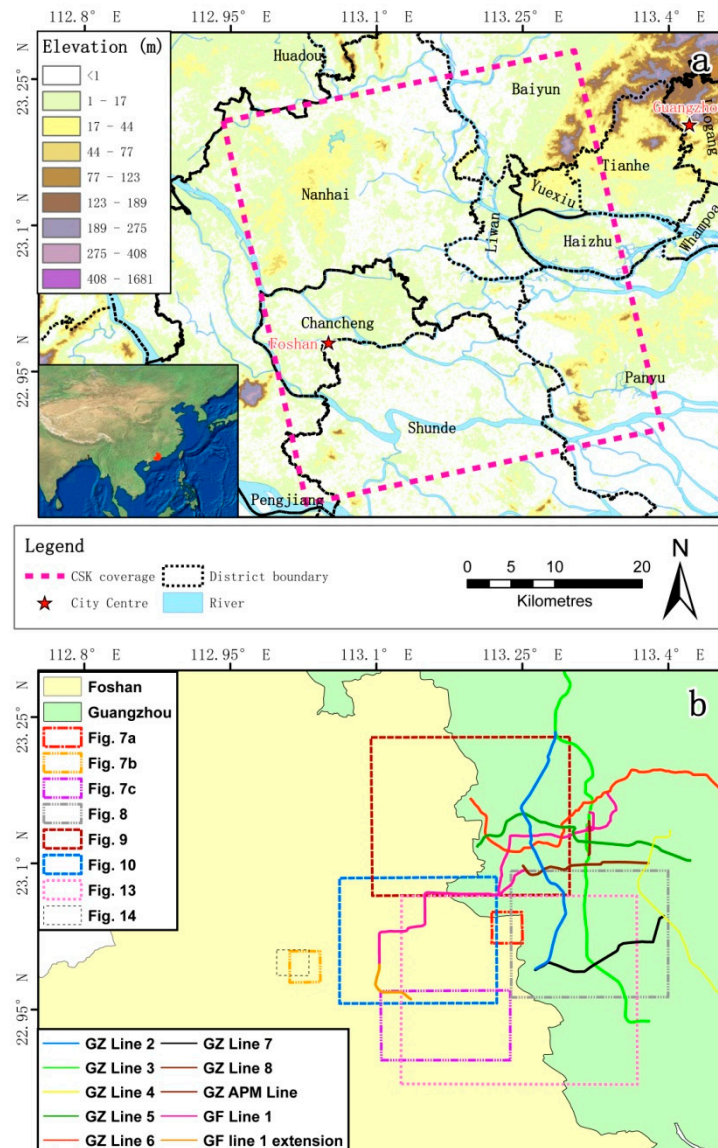 112.8° E 112.95° E 113.1° E 113.25° E 113.4° E
a
Elevation (m)
<1
1 - 17
17 - 44
44 - 77
77 - 123
123 - 189
189 - 275
275 - 408
408 - 1681
23.25° N
23.1° N
22.95° N
Huadou
Baiyun
Guangzho
ogang
Tianhe
Yuexiu
Nanhai
Liwan
Haizhu
Whampoa
Chancheng
Foshan
Panyu
Shunde
Pengjiang
Legend
CSK coverage
District boundary
City Centre
River
0 5 10 20
Kilometres
N
112.8° E 112.95° E 113.1° E 113.25° E 113.4° E
b
Foshan
Guangzhou
Fig. 7a
Fig. 7b
Fig. 7c
Fig. 8
Fig. 9
Fig. 10
Fig. 13
Fig. 14
23.25° N
23.1° N
22.95° N
GZ Line 2
GZ Line 3
GZ Line 4
GZ Line 5
GZ Line 6
GZ Line 7
GZ Line 8
GZ APM Line
GF Line 1
GF line 1 extension